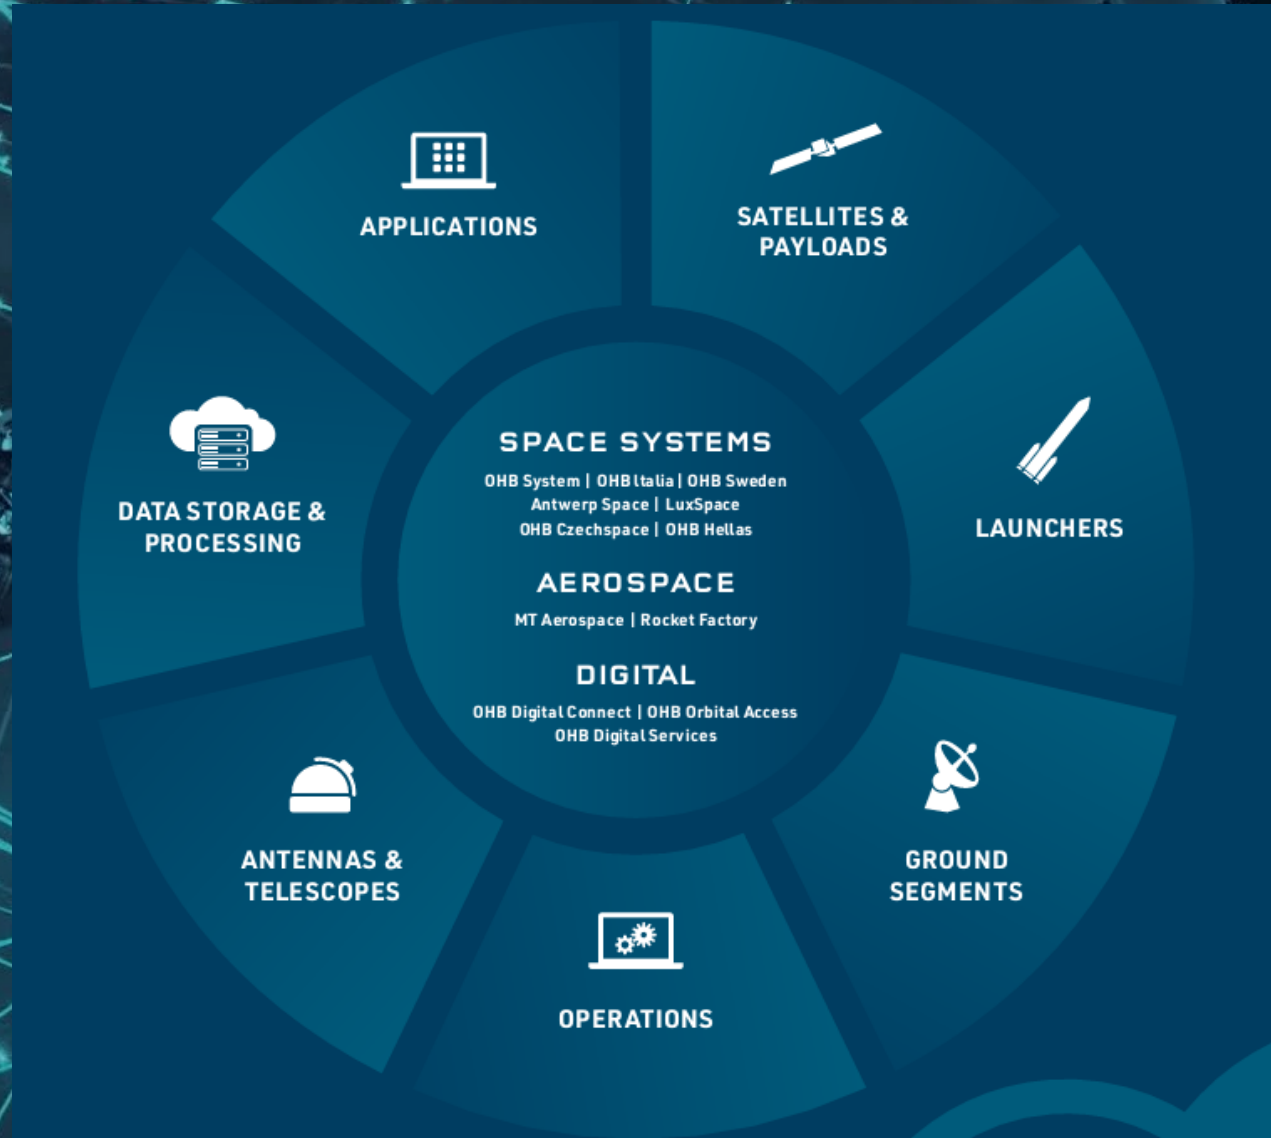 APPLICATIONS
SATELLITES &
PAYLOADS
DATA STORAGE &
PROCESSING
LAUNCHERS
SPACE SYSTEMS
OHB System | OHB Italia | OHB Sweden
Antwerp Space | LuxSpace
OHB Czechspace | OHB Hellas
AEROSPACE
MT Aerospace | Rocket Factory
DIGITAL
OHB Digital Connect | OHB Orbital Access
OHB Digital Services
ANTENNAS &
TELESCOPES
GROUND
SEGMENTS
OPERATIONS